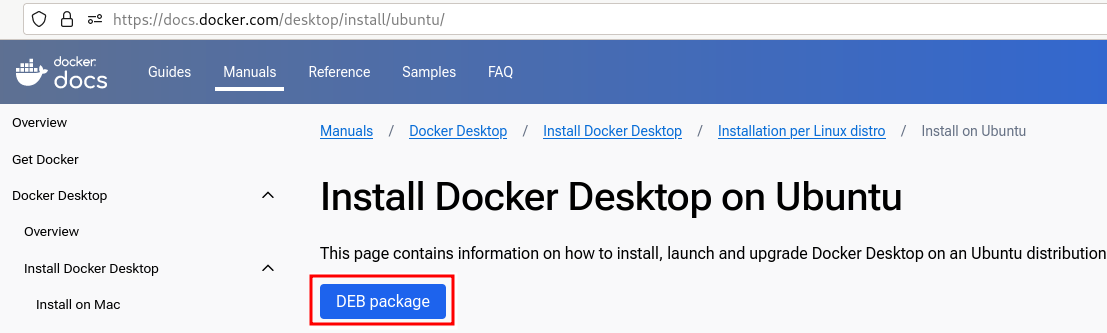 https://docs.docker.com/desktop/install/ubuntu/
docker
docs
Guides Manuals Reference Samples FAQ
Overview
Get Docker
Docker Desktop
Overview
Install Docker Desktop
Install on Mac
Manuals / Docker Desktop / Install Docker Desktop / Installation per Linux distro / Install on Ubuntu
Install Docker Desktop on Ubuntu
This page contains information on how to install, launch and upgrade Docker Desktop on an Ubuntu distribution
DEB package